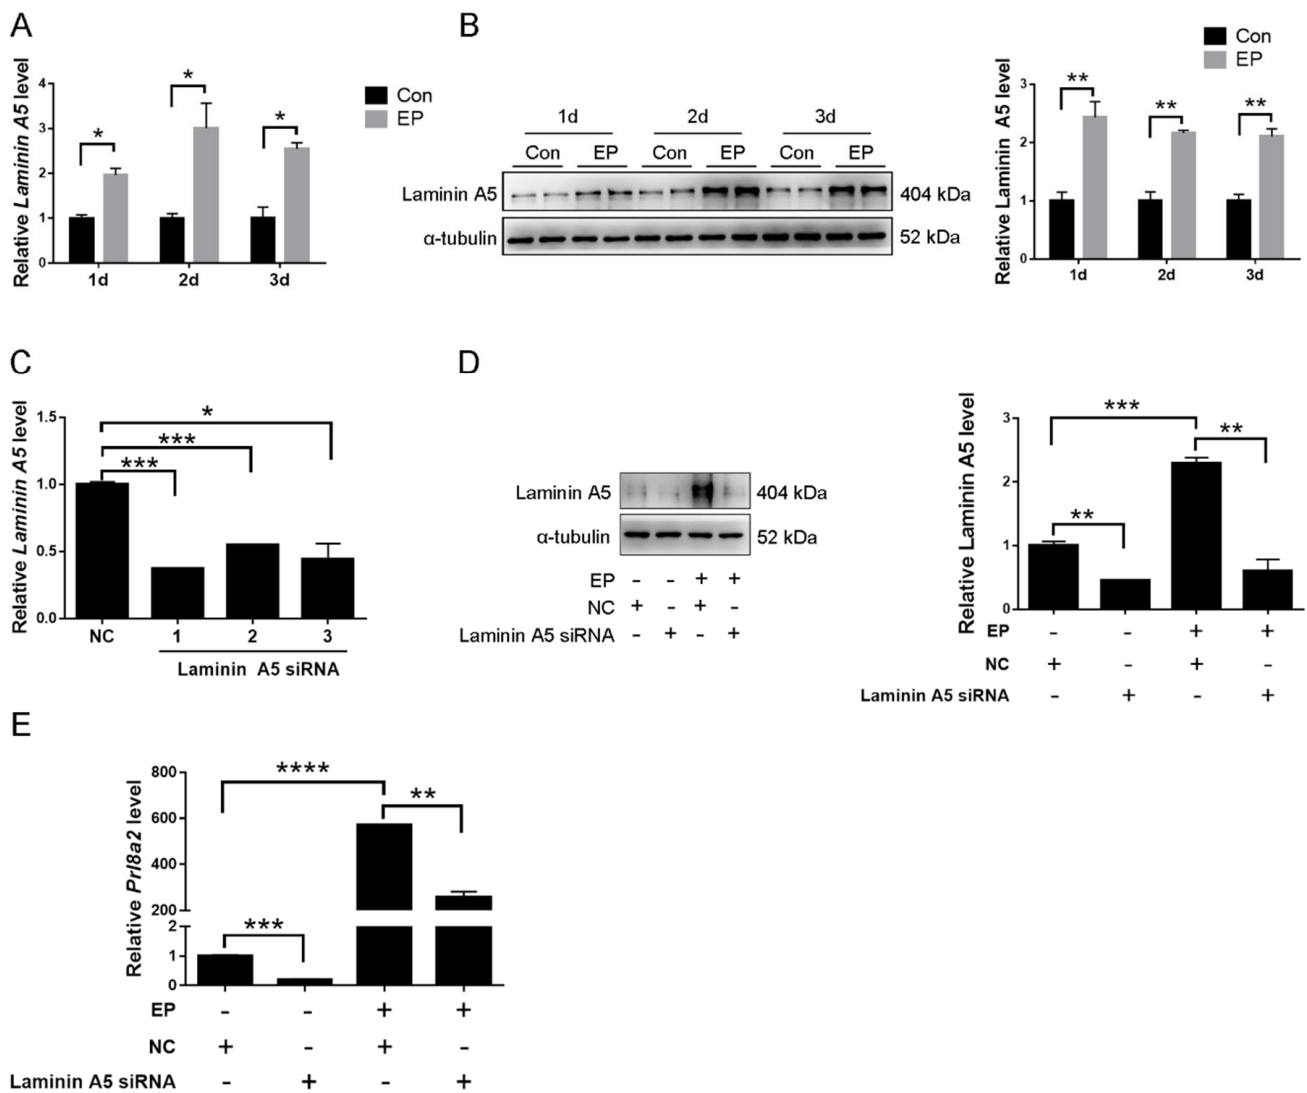 A
Relative Laminin A5 level
4
3
2
1
0
* * *
1d 2d 3d
Con
EP
B
1d 2d 3d
Con EP Con EP Con EP
Laminin A5 404 kDa
α-tubulin 52 kDa
Con
EP
Relative Laminin A5 level
3
2
1
0
** ** **
1d 2d 3d
C
Relative Laminin A5 level
1.5
1.0
0.5
0.0
*
***
***
NC 1 2 3
Laminin A5 siRNA
D
Laminin A5 404 kDa
α-tubulin 52 kDa
EP - - + +
NC + - + -
Laminin A5 siRNA - + - +
Relative Laminin A5 level
3
2
1
0
***
**
**
EP - - + +
NC + - + -
Laminin A5 siRNA - + - +
E
Relative Prl8a2 level
800
600
400
200
2
1
0
****
**
***
EP - - + +
NC + - + -
Laminin A5 siRNA - + - +